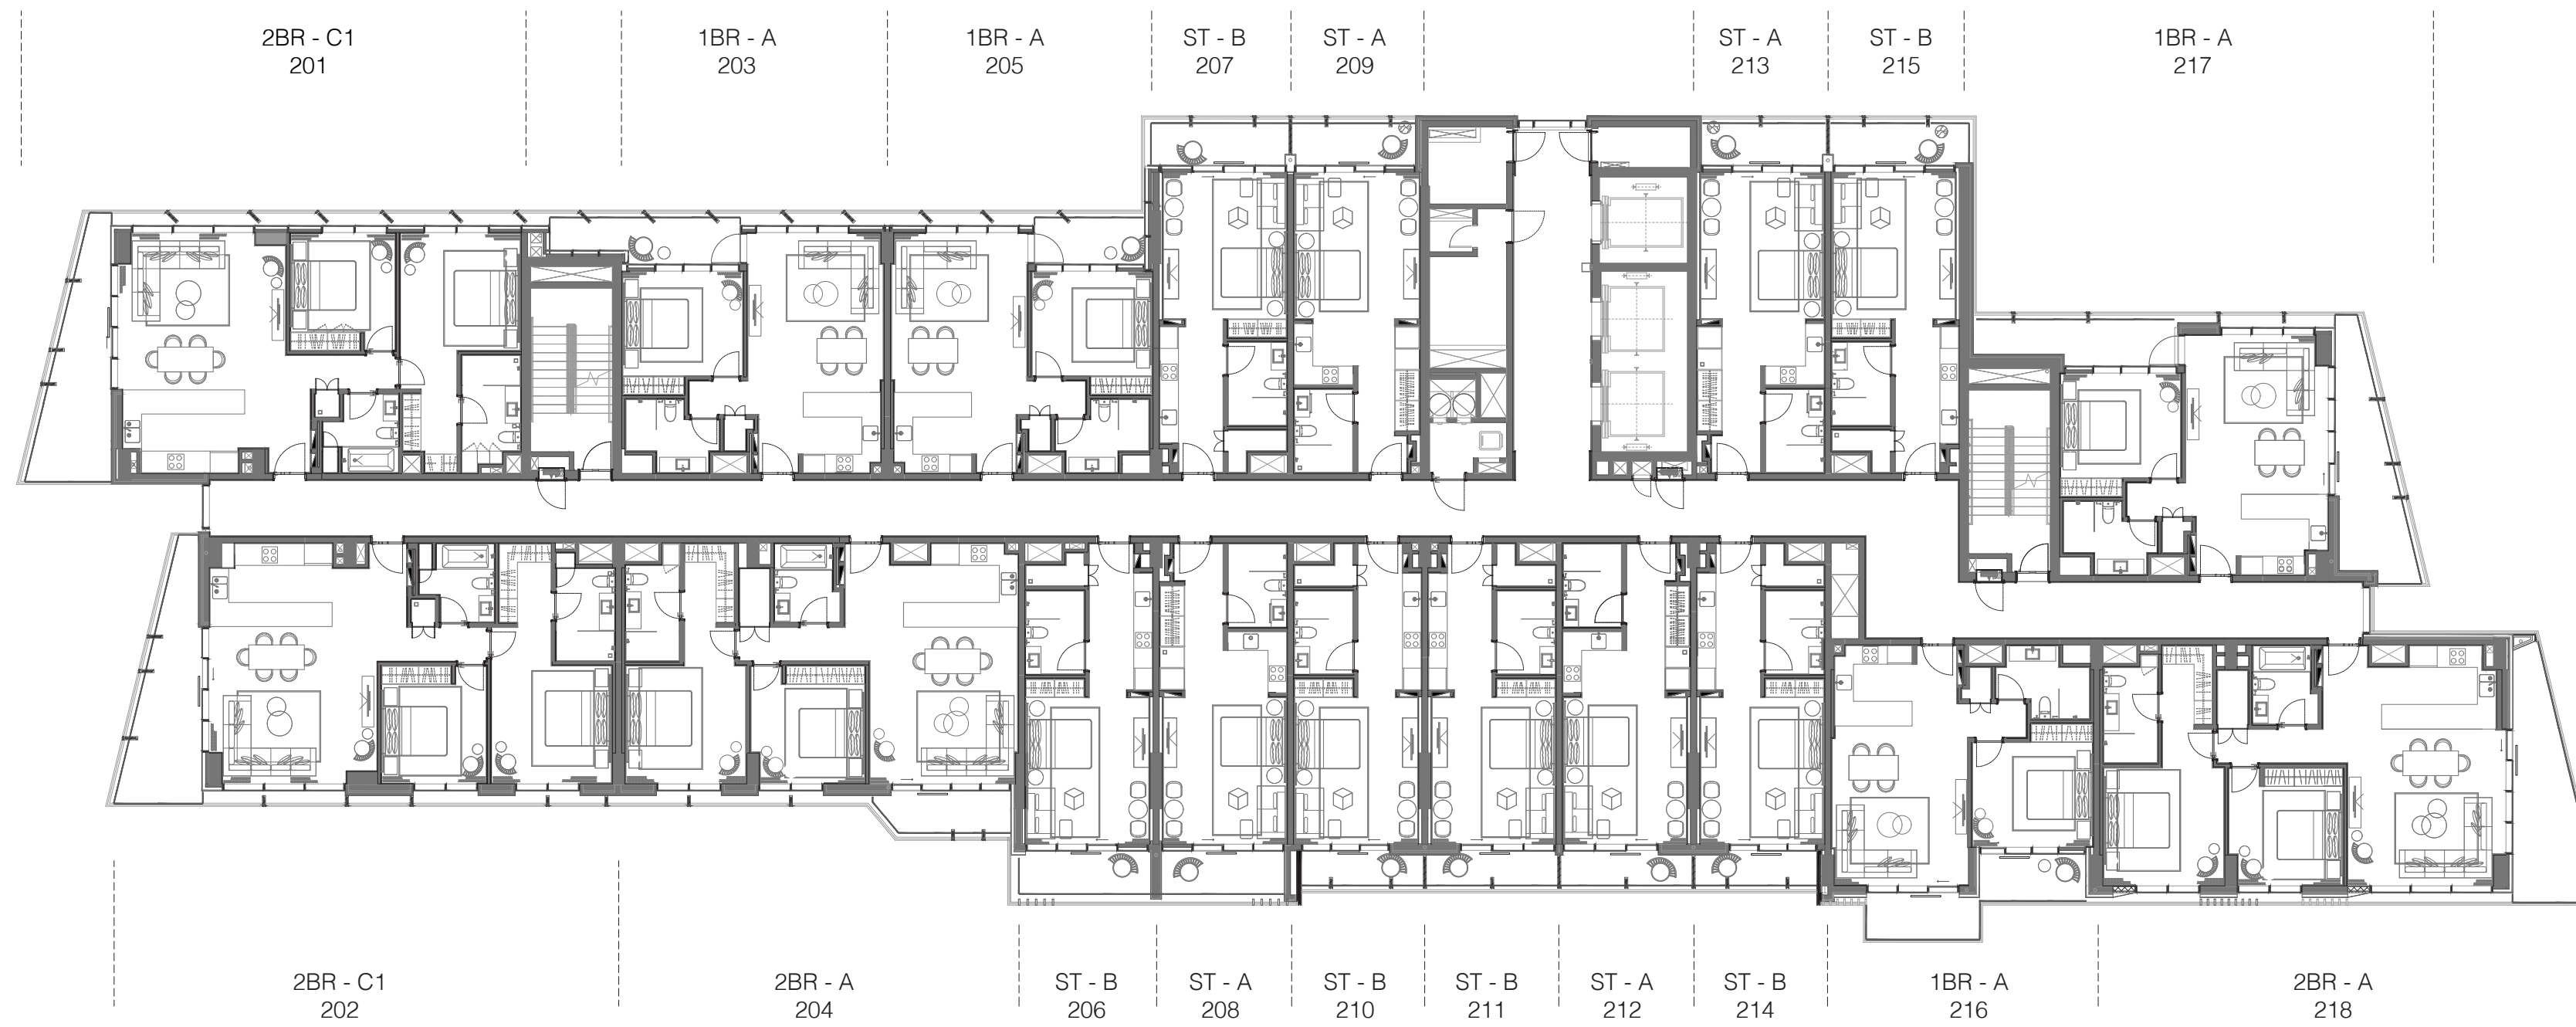 2BR - C1
201
1BR - A
203
1BR - A
205
ST - B
207
ST - A
209
ST - A
213
ST - B
215
1BR - A
217
2BR - C1
202
2BR - A
204
ST - B
206
ST - A
208
ST - B
210
ST - B
211
ST - A
212
ST - B
214
1BR - A
216
2BR - A
218